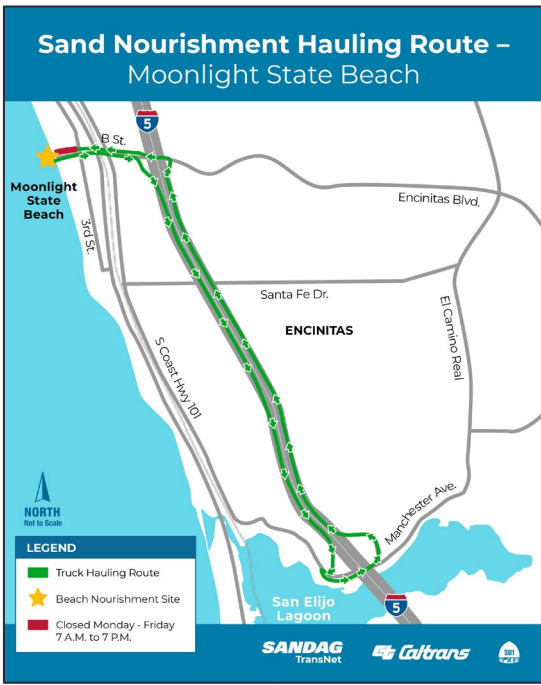 Sand Nourishment Hauling Route –
Moonlight State Beach
5
B St.
Moonlight
State
Beach
3rd St.
Encinitas Blvd.
Santa Fe Dr.
ENCINITAS
El Camino Real
S Coast Hwy 101
Manchester Ave.
NORTH
Not to Scale
LEGEND
Truck Hauling Route
Beach Nourishment Site
Closed Monday - Friday
7 A.M. to 7 P.M.
San Elijo
Lagoon
5
SANDAG
TransNet
Caltrans
SB1